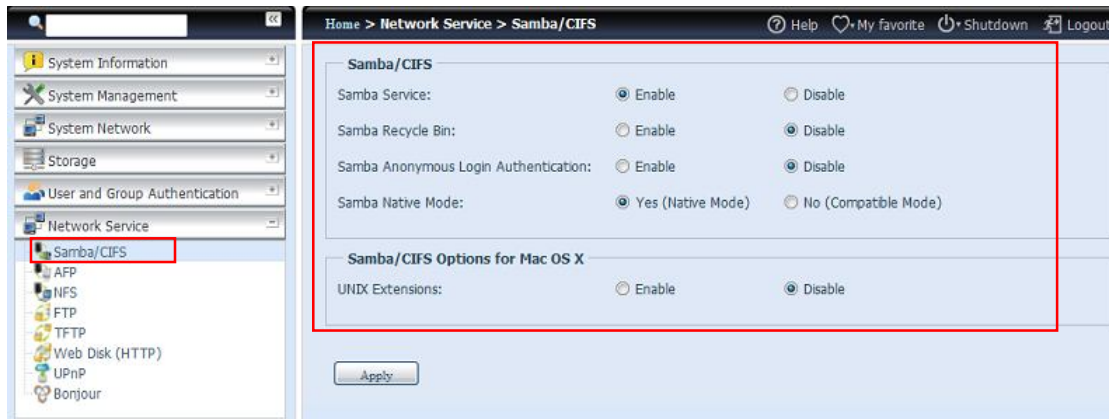 Home > Network Service > Samba/CIFS
Help My favorite Shutdown Logout
System Information
System Management
System Network
Storage
User and Group Authentication
Network Service
Samba/CIFS
AFP
NFS
FTP
TFTP
Web Disk (HTTP)
UPnP
Bonjour
Samba/CIFS
Samba Service: Enable Disable
Samba Recycle Bin: Enable Disable
Samba Anonymous Login Authentication: Enable Disable
Samba Native Mode: Yes (Native Mode) No (Compatible Mode)
Samba/CIFS Options for Mac OS X
UNIX Extensions: Enable Disable
Apply